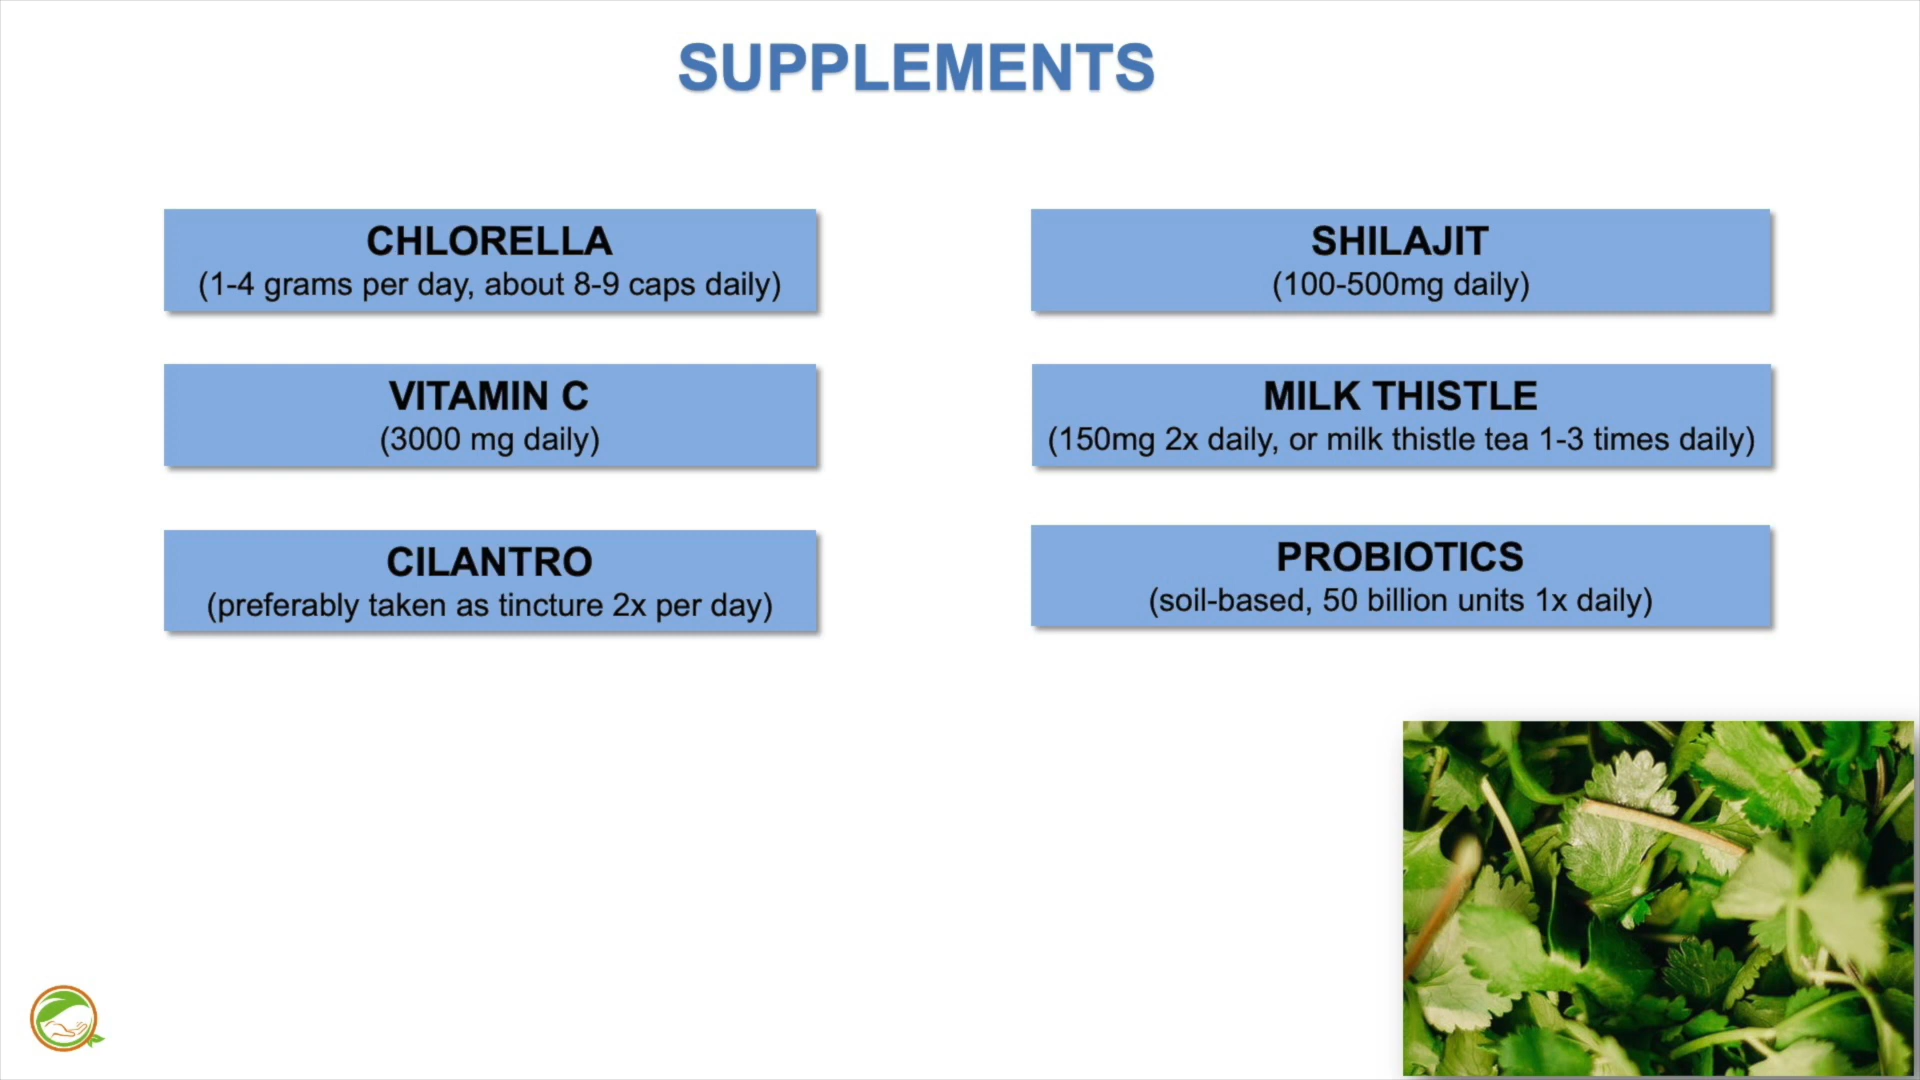 SUPPLEMENTS
CHLORELLA
(1-4 grams per day, about 8-9 caps daily)
VITAMIN C
(3000 mg daily)
CILANTRO
(preferably taken as tincture 2x per day)
SHILAJIT
(100-500mg daily)
MILK THISTLE
(150mg 2x daily, or milk thistle tea 1-3 times daily)
PROBIOTICS
(soil-based, 50 billion units 1x daily)